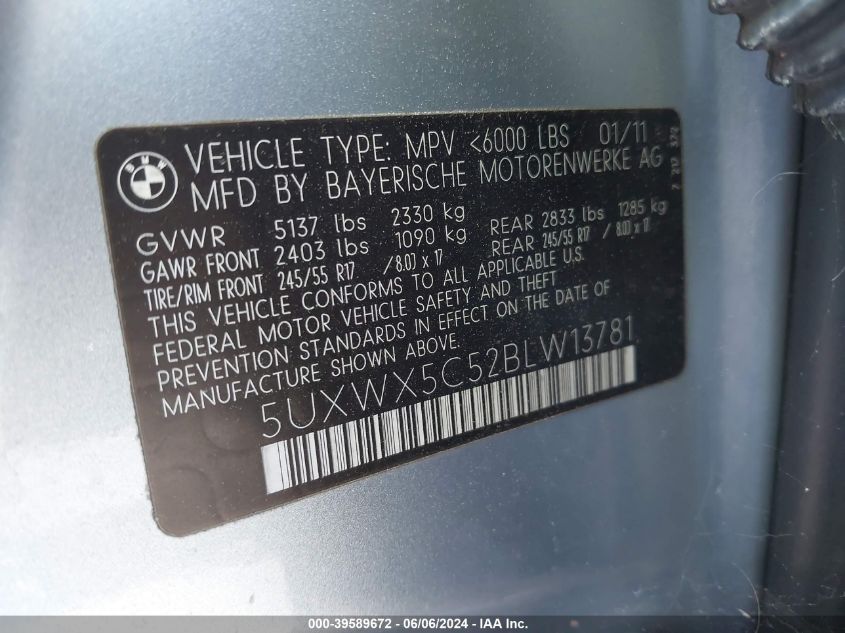 BMW
VEHICLE TYPE: MPV <6000 LBS 01/11
MFD BY BAYERISCHE MOTORENWERKE AG
GVWR 5137 lbs 2330 kg
GAWR FRONT 2403 lbs 1090 kg REAR 2833 lbs 1285 kg
TIRE/RIM FRONT 245/55 R17 / 8.0J x 17 REAR 245/55 R17 / 8.0J x 17
THIS VEHICLE CONFORMS TO ALL APPLICABLE U.S.
FEDERAL MOTOR VEHICLE SAFETY AND THEFT
PREVENTION STANDARDS IN EFFECT ON THE DATE OF
MANUFACTURE SHOWN ABOVE.
5UXWX5C52BLW13781
000-39589672 - 06/06/2024 - IAA Inc.